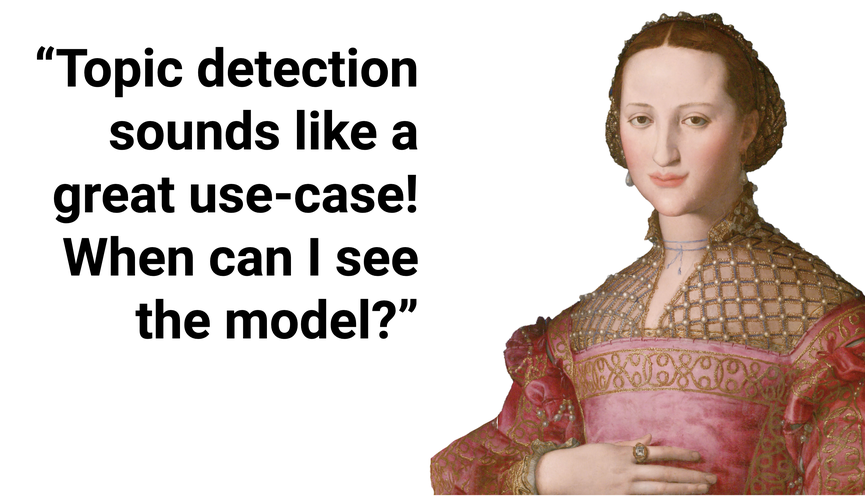 “Topic detection
sounds like a
great use-case!
When can I see
the model?”